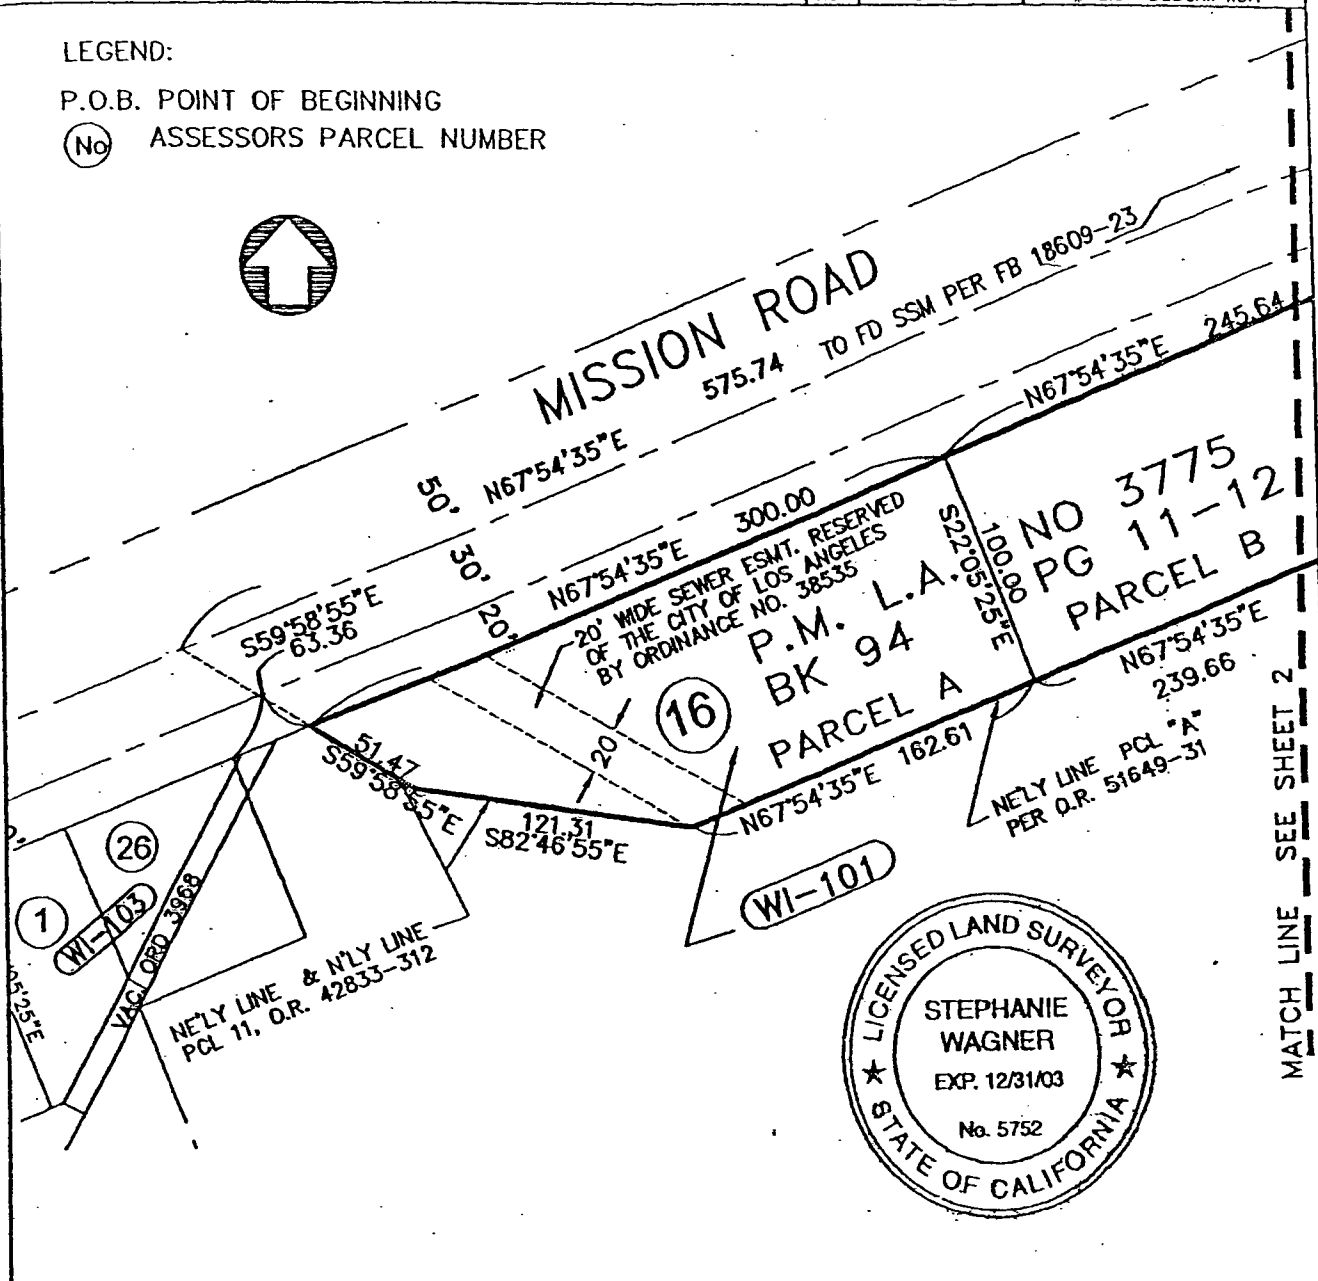 LEGEND:
P.O.B. POINT OF BEGINNING
No ASSESSORS PARCEL NUMBER
MISSION ROAD
575.74 TO FD SSM PER FB 18609-23
N67°54'35"E
50'
30'
20'
N67°54'35"E 245.64
N67°54'35"E 300.00
S59°58'55"E
63.36
20' WIDE SEWER ESMT. RESERVED
OF THE CITY OF LOS ANGELES
BY ORDINANCE NO. 38535
P.M. L.A.
BK 94
PARCEL A
S22°05'25"E
100.00
NO 3775
PG 11-12
PARCEL B
16
20
51.47
S59°58'55"E
121.31
S82°46'55"E
N67°54'35"E 162.61
N67°54'35"E
239.66
NE'LY LINE PCL "A"
PER O.R. 51649-31
WI-101
26
1
WI-103
VAC. ORD 3968
05'25"E
NE'LY LINE & N'LY LINE
PCL 11, O.R. 42833-312
LICENSED LAND SURVEYOR
STEPHANIE
WAGNER
EXP. 12/31/03
No. 5752
STATE OF CALIFORNIA
MATCH LINE SEE SHEET 2